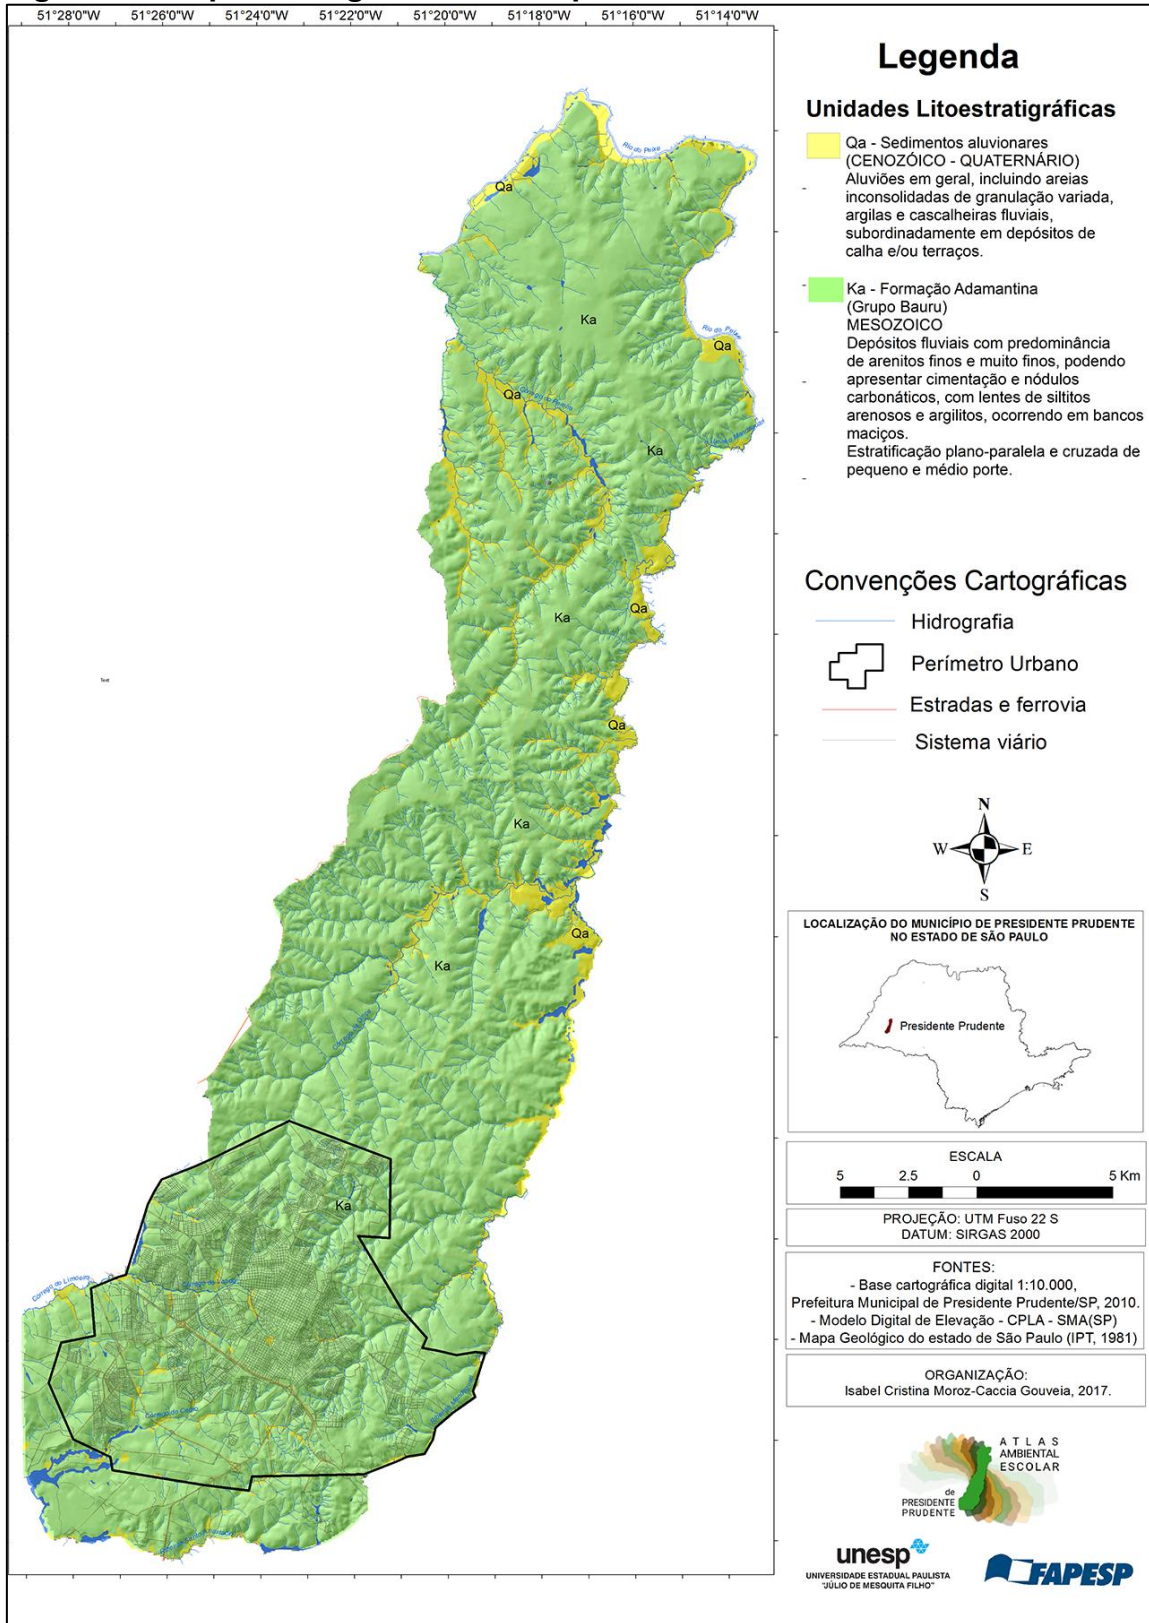 51°28'0"W 51°26'0"W 51°24'0"W 51°22'0"W 51°20'0"W 51°18'0"W 51°16'0"W 51°14'0"W
Legenda
Unidades Litoestratigráficas
Qa - Sedimentos aluvionares
(CENOZÓICO - QUATERNÁRIO)
Aluviões em geral, incluindo areias
inconsolidadas de granulação variada,
argilas e cascalheiras fluviais,
subordinadamente em depósitos de
calha e/ou terraços.
Ka - Formação Adamantina
(Grupo Bauru)
MESOZOICO
Depósitos fluviais com predominância
de arenitos finos e muito finos, podendo
apresentar cimentação e nódulos
carbonáticos, com lentes de siltitos
arenosos e argilitos, ocorrendo em bancos
maciços.
Estratificação plano-paralela e cruzada de
pequeno e médio porte.
Convenções Cartográficas
Hidrografia
Perímetro Urbano
Estradas e ferrovia
Sistema viário
N
W E
S
LOCALIZAÇÃO DO MUNICÍPIO DE PRESIDENTE PRUDENTE
NO ESTADO DE SÃO PAULO
Presidente Prudente
ESCALA
5 2.5 0 5 Km
PROJEÇÃO: UTM Fuso 22 S
DATUM: SIRGAS 2000
FONTES:
- Base cartográfica digital 1:10.000,
Prefeitura Municipal de Presidente Prudente/SP, 2010.
- Modelo Digital de Elevação - CPLA - SMA(SP)
- Mapa Geológico do estado de São Paulo (IPT, 1981)
ORGANIZAÇÃO:
Isabel Cristina Moroz-Caccia Gouveia, 2017.
ATLAS
AMBIENTAL
ESCOLAR
de
PRESIDENTE
PRUDENTE
unesp
UNIVERSIDADE ESTADUAL PAULISTA
"JÚLIO DE MESQUITA FILHO"
FAPESP
Rio do Peixe
Qa
Ka
Rio do Peixe
Qa
Qa
Ka
Qa
Ka
Text
Qa
Ka
Qa
Ka
Ka
Córrego do Limoeiro
Córrego do Cedro